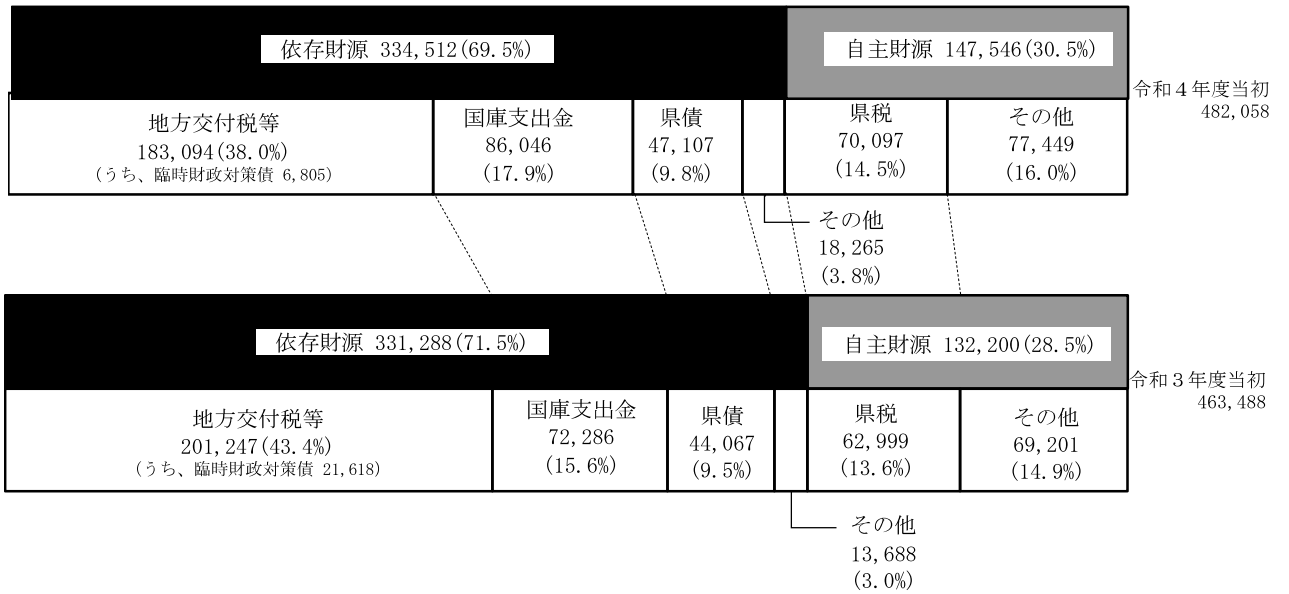 依存財源 334,512(69.5%)
自主財源 147,546(30.5%)
令和４年度当初
482,058
地方交付税等
183,094(38.0%)
(うち、臨時財政対策債 6,805)
国庫支出金
86,046
(17.9%)
県債
47,107
(9.8%)
県税
70,097
(14.5%)
その他
77,449
(16.0%)
その他
18,265
(3.8%)
依存財源 331,288(71.5%)
自主財源 132,200(28.5%)
令和３年度当初
463,488
地方交付税等
201,247(43.4%)
(うち、臨時財政対策債 21,618)
国庫支出金
72,286
(15.6%)
県債
44,067
(9.5%)
県税
62,999
(13.6%)
その他
69,201
(14.9%)
その他
13,688
(3.0%)